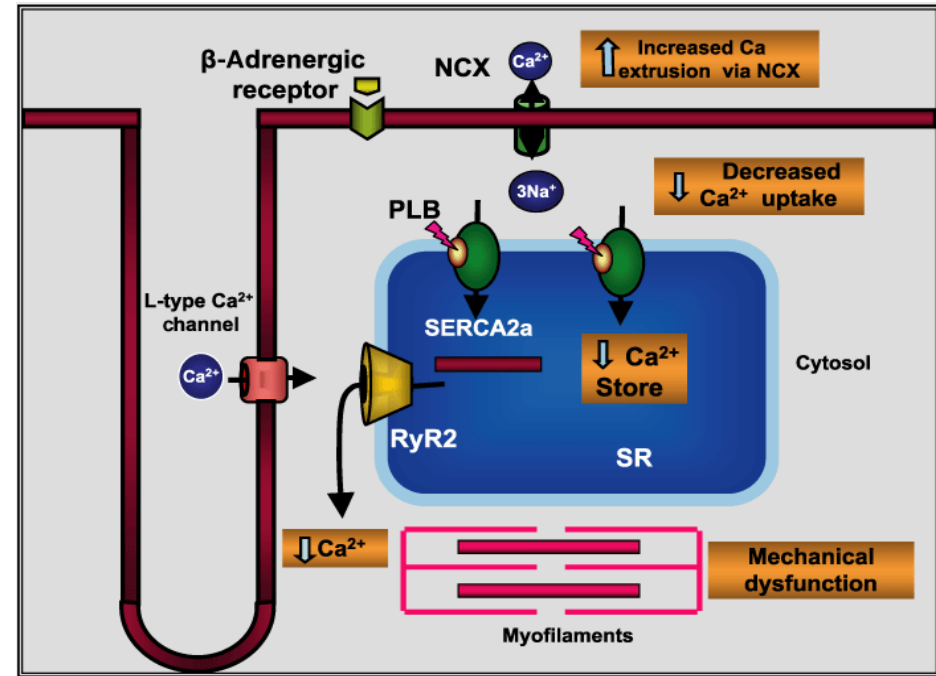 β-Adrenergic
receptor
NCX
Ca²⁺
Increased Ca
extrusion via NCX
3Na⁺
Decreased
Ca²⁺ uptake
PLB
L-type Ca²⁺
channel
Ca²⁺
SERCA2a
Ca²⁺
Store
Cytosol
RyR2
SR
Ca²⁺
Mechanical
dysfunction
Myofilaments